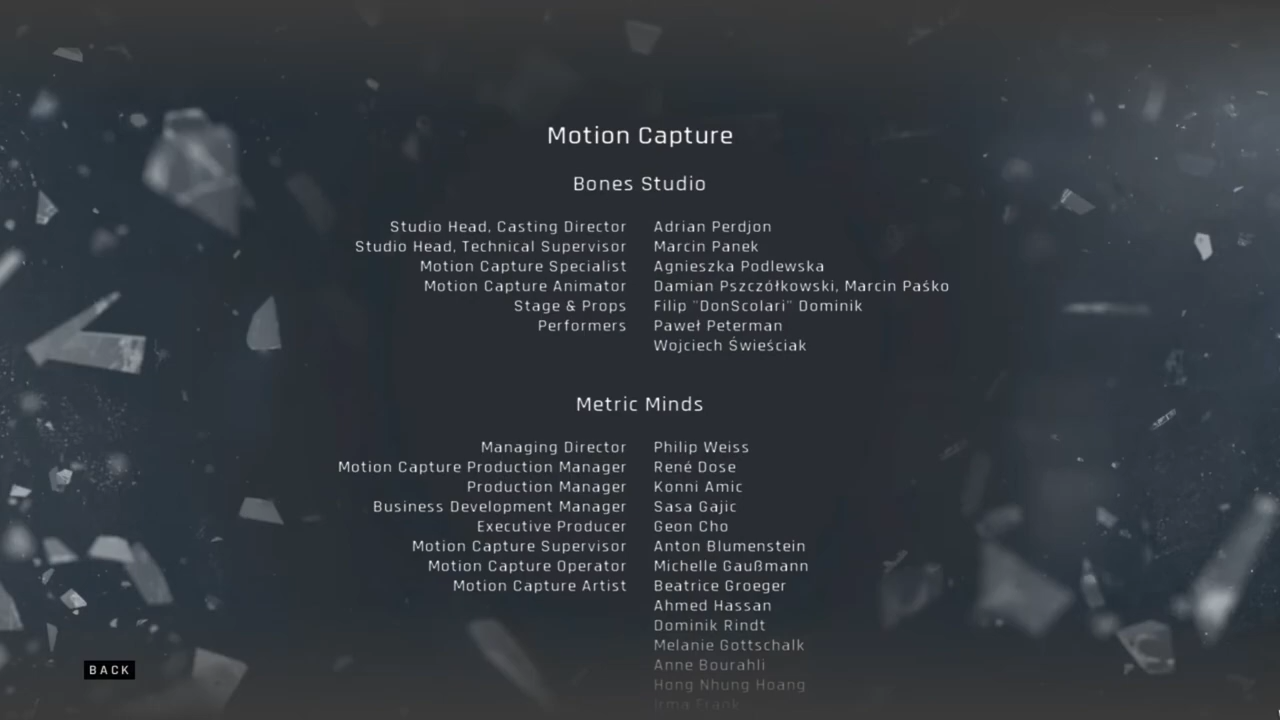 Motion Capture
Bones Studio
Studio Head, Casting Director Adrian Perdjon
Studio Head, Technical Supervisor Marcin Panek
Motion Capture Specialist Agnieszka Podlewska
Motion Capture Animator Damian Pszczółkowski, Marcin Paśko
Stage & Props Filip "DonScolari" Dominik
Performers Paweł Peterman
Wojciech Świeściak
Metric Minds
Managing Director Philip Weiss
Motion Capture Production Manager René Dose
Production Manager Konni Amic
Business Development Manager Sasa Gajic
Executive Producer Geon Cho
Motion Capture Supervisor Anton Blumenstein
Motion Capture Operator Michelle Gaußmann
Motion Capture Artist Beatrice Groeger
Ahmed Hassan
Dominik Rindt
Melanie Gottschalk
Anne Bourahli
Hong Nhung Hoang
Irma Frank
BACK